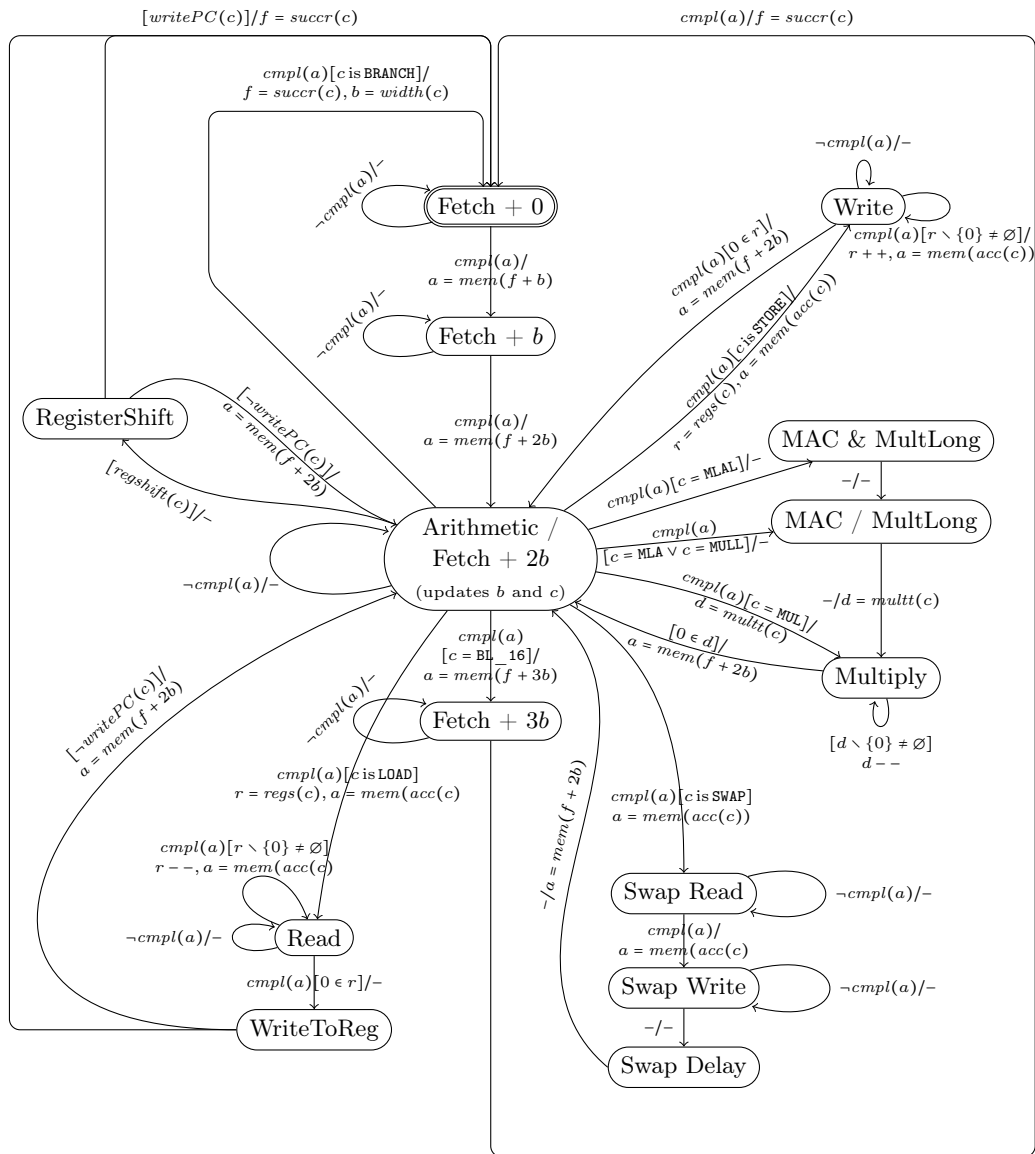 [writePC(c)]/f = succr(c)
cmpl(a)/f = succr(c)
cmpl(a)[c is BRANCH]/
f = succr(c), b = width(c)
¬cmpl(a)/−
Fetch + 0
¬cmpl(a)/−
Write
cmpl(a)[r ∖ {0} ≠ ∅]/
r ++, a = mem(acc(c))
cmpl(a)/
a = mem(f + b)
cmpl(a)[0 ∈ r]/
a = mem(f + 2b)
¬cmpl(a)/−
Fetch + b
cmpl(a)[c is STORE]/
r = regs(c), a = mem(acc(c))
RegisterShift
[¬writePC(c)]/
a = mem(f + 2b)
cmpl(a)/
a = mem(f + 2b)
MAC & MultLong
[regshift(c)]/−
cmpl(a)[c = MLAL]/−
−/−
MAC / MultLong
Arithmetic /
Fetch + 2b
(updates b and c)
cmpl(a)
[c = MLA ∨ c = MULL]/−
¬cmpl(a)/−
cmpl(a)[c = MUL]/
d = multt(c)
−/d = multt(c)
[0 ∈ d]/
a = mem(f + 2b)
Multiply
[d ∖ {0} ≠ ∅]
d − −
cmpl(a)
[c = BL_16]/
a = mem(f + 3b)
¬cmpl(a)/−
Fetch + 3b
[¬writePC(c)]/
a = mem(f + 2b)
cmpl(a)[c is LOAD]
r = regs(c), a = mem(acc(c)
−/a = mem(f + 2b)
cmpl(a)[c is SWAP]
a = mem(acc(c))
cmpl(a)[r ∖ {0} ≠ ∅]
r − −, a = mem(acc(c)
¬cmpl(a)/−
Read
Swap Read
¬cmpl(a)/−
cmpl(a)/
a = mem(acc(c)
cmpl(a)[0 ∈ r]/−
Swap Write
¬cmpl(a)/−
WriteToReg
−/−
Swap Delay